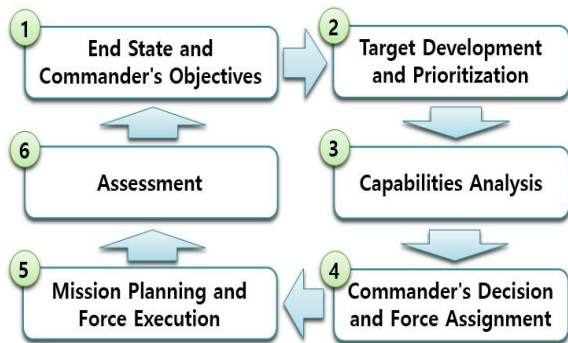 1
End State and
Commander's Objectives
2
Target Development
and Prioritization
3
Capabilities Analysis
4
Commander's Decision
and Force Assignment
5
Mission Planning and
Force Execution
6
Assessment